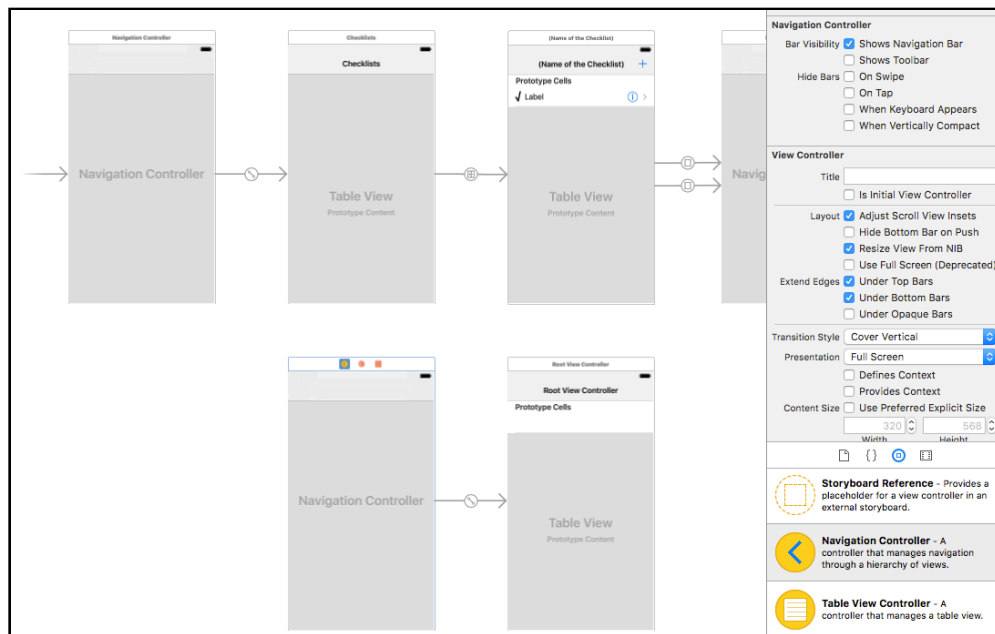 Navigation Controller
Checklists
Checklists
Navigation Controller
Table View
Prototype Content
(Name of the Checklist)
(Name of the Checklist) +
Prototype Cells
√ Label
Table View
Prototype Content
Navig
Root View Controller
Root View Controller
Prototype Cells
Navigation Controller
Table View
Prototype Content
Navigation Controller
Bar Visibility Shows Navigation Bar
Shows Toolbar
Hide Bars On Swipe
On Tap
When Keyboard Appears
When Vertically Compact
View Controller
Title
Is Initial View Controller
Layout Adjust Scroll View Insets
Hide Bottom Bar on Push
Resize View From NIB
Use Full Screen (Deprecated)
Extend Edges Under Top Bars
Under Bottom Bars
Under Opaque Bars
Transition Style Cover Vertical
Presentation Full Screen
Defines Context
Provides Context
Content Size Use Preferred Explicit Size
320 568
Width Height
{}
Storyboard Reference - Provides a
placeholder for a view controller in an
external storyboard.
Navigation Controller - A
controller that manages navigation
through a hierarchy of views.
Table View Controller - A
controller that manages a table view.